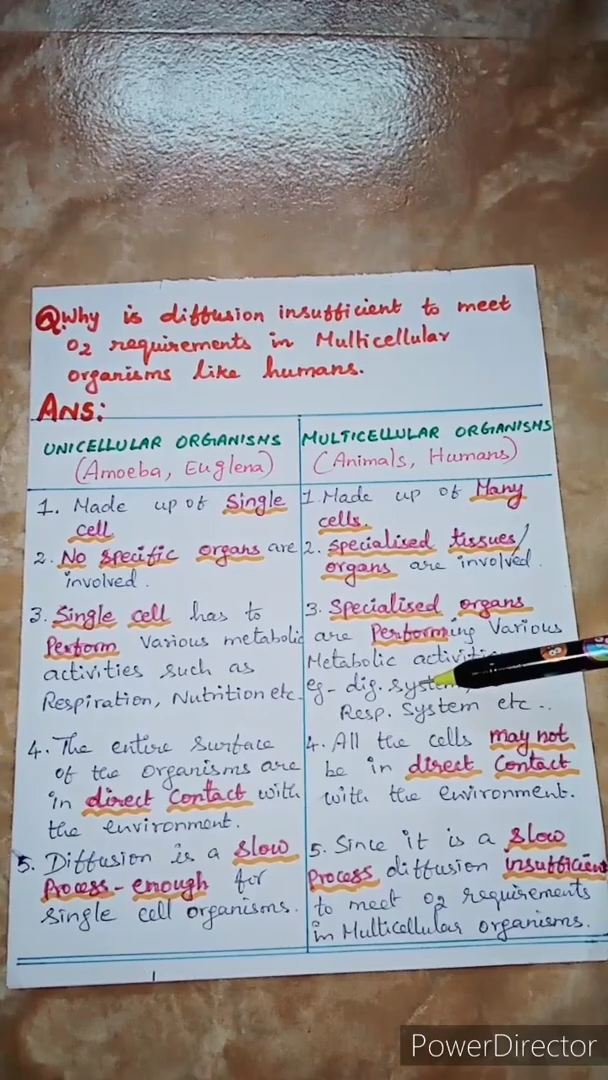 Q. Why is diffusion insufficient to meet
O2 requirements in Multicellular
organisms like humans.
ANS:
UNICELLULAR ORGANISMS
(Amoeba, Euglena)
1. Made up of Single
cell
2. No specific organs are
involved.
3. Single cell has to
Perform various metabolic
activities such as
Respiration, Nutrition etc.
4. The entire surface
of the organisms are
in direct contact with
the environment.
5. Diffusion is a slow
Process - enough for
single cell organisms.
MULTICELLULAR ORGANISMS
(Animals, Humans)
1 Made up of Many
cells.
2. specialised tissues/
organs are involved.
3. Specialised organs
are Performing various
Metabolic
eg - dig. system,
Resp. System etc..
4. All the cells may not
be in direct contact
with the environment.
5. Since it is a slow
Process diffusion insufficient
to meet O2 requirements
in Multicellular organisms.
PowerDirector